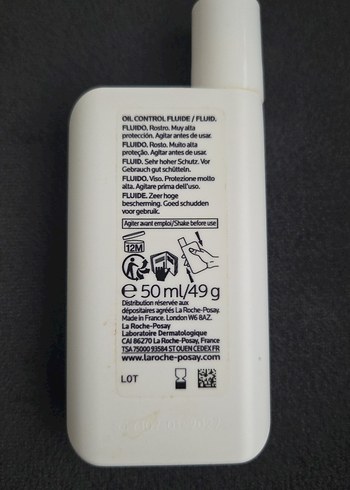 OIL CONTROL FLUIDE / FLUID.
FLUIDO. Rostro. Muy alta
protección. Agitar antes de usar.
FLUIDO. Rosto. Muito alta
proteção. Agitar antes de usar.
FLUID. Sehr hoher Schutz. Vor
Gebrauch gut schütteln.
FLUIDO. Viso. Protezione molto
alta. Agitare prima dell'uso.
FLUIDE. Zeer hoge
bescherming. Goed schudden
voor gebruik.
Agiter avant emploi/Shake before use
12M
e 50 ml/49 g
Distribution réservée aux
dépositaires agréés La Roche-Posay.
Made in France. London W6 8AZ.
La Roche-Posay
Laboratoire Dermatologique
CAI 86270 La Roche-Posay, France
TSA 75000 93584 ST OUEN CEDEX FR
www.laroche-posay.com
LOT